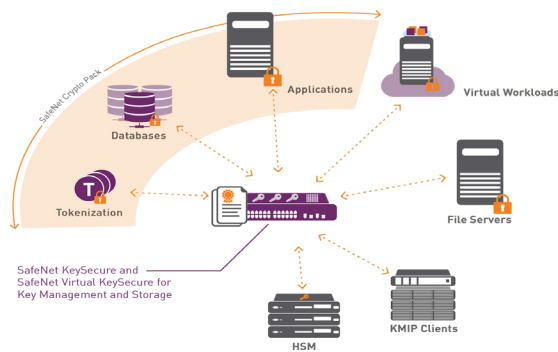 SafeNet Crypto Pack
Applications
Virtual Workloads
Databases
T
Tokenization
File Servers
SafeNet KeySecure and
SafeNet Virtual KeySecure for
Key Management and Storage
KMIP Clients
HSM